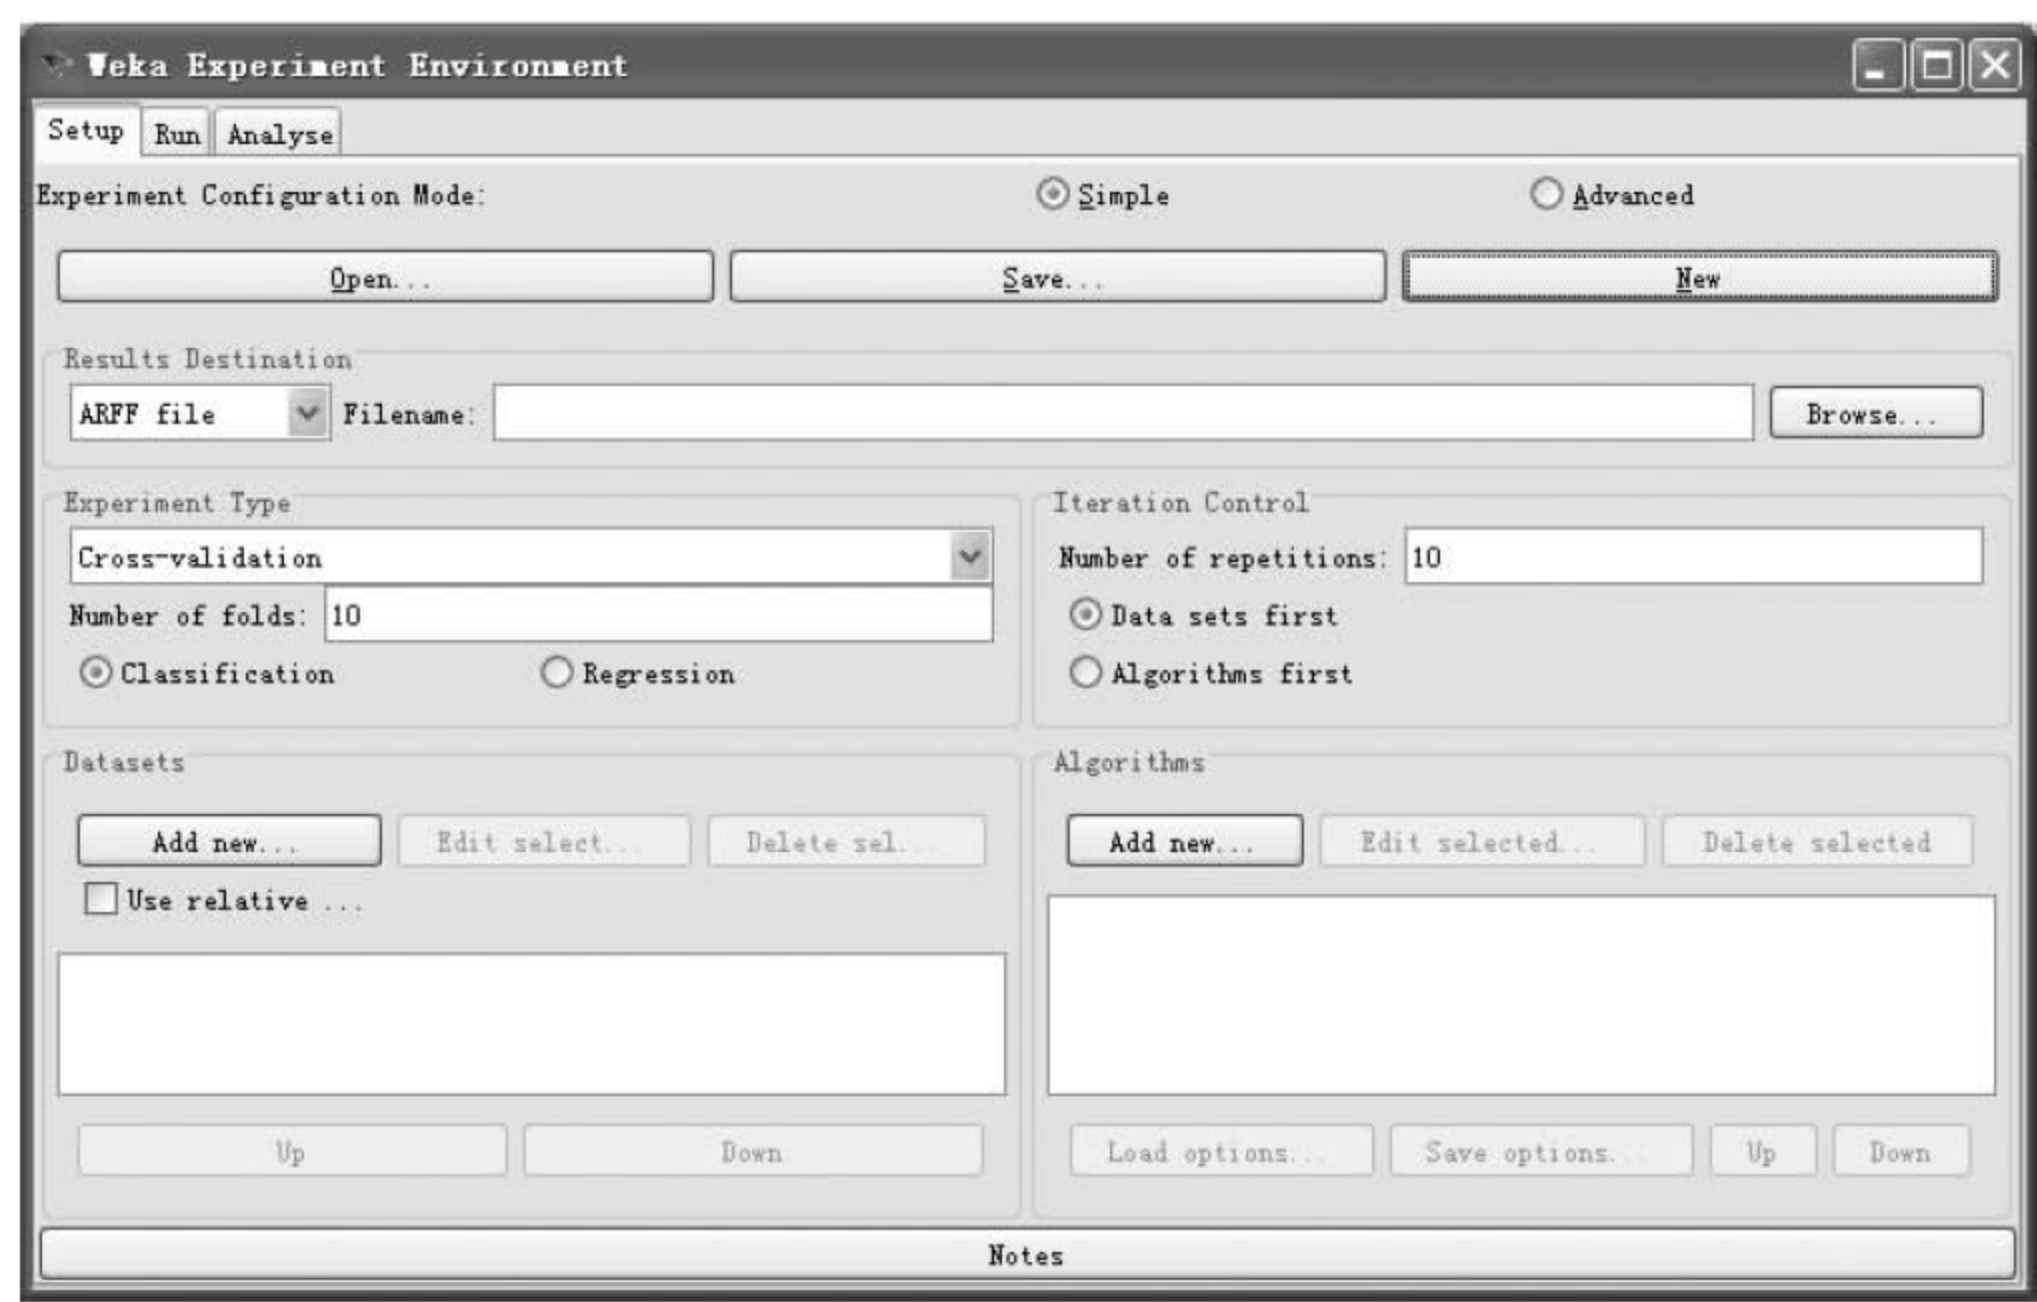 Weka Experiment Environment
Setup Run Analyse
Experiment Configuration Mode: Simple Advanced
Open... Save... New
Results Destination
ARFF file Filename: Browse...
Experiment Type Iteration Control
Cross-validation Number of repetitions: 10
Number of folds: 10 Data sets first
Classification Regression Algorithms first
Datasets Algorithms
Add new... Edit select... Delete sel... Add new... Edit selected... Delete selected
Use relative ...
Up Down Load options... Save options... Up Down
Notes